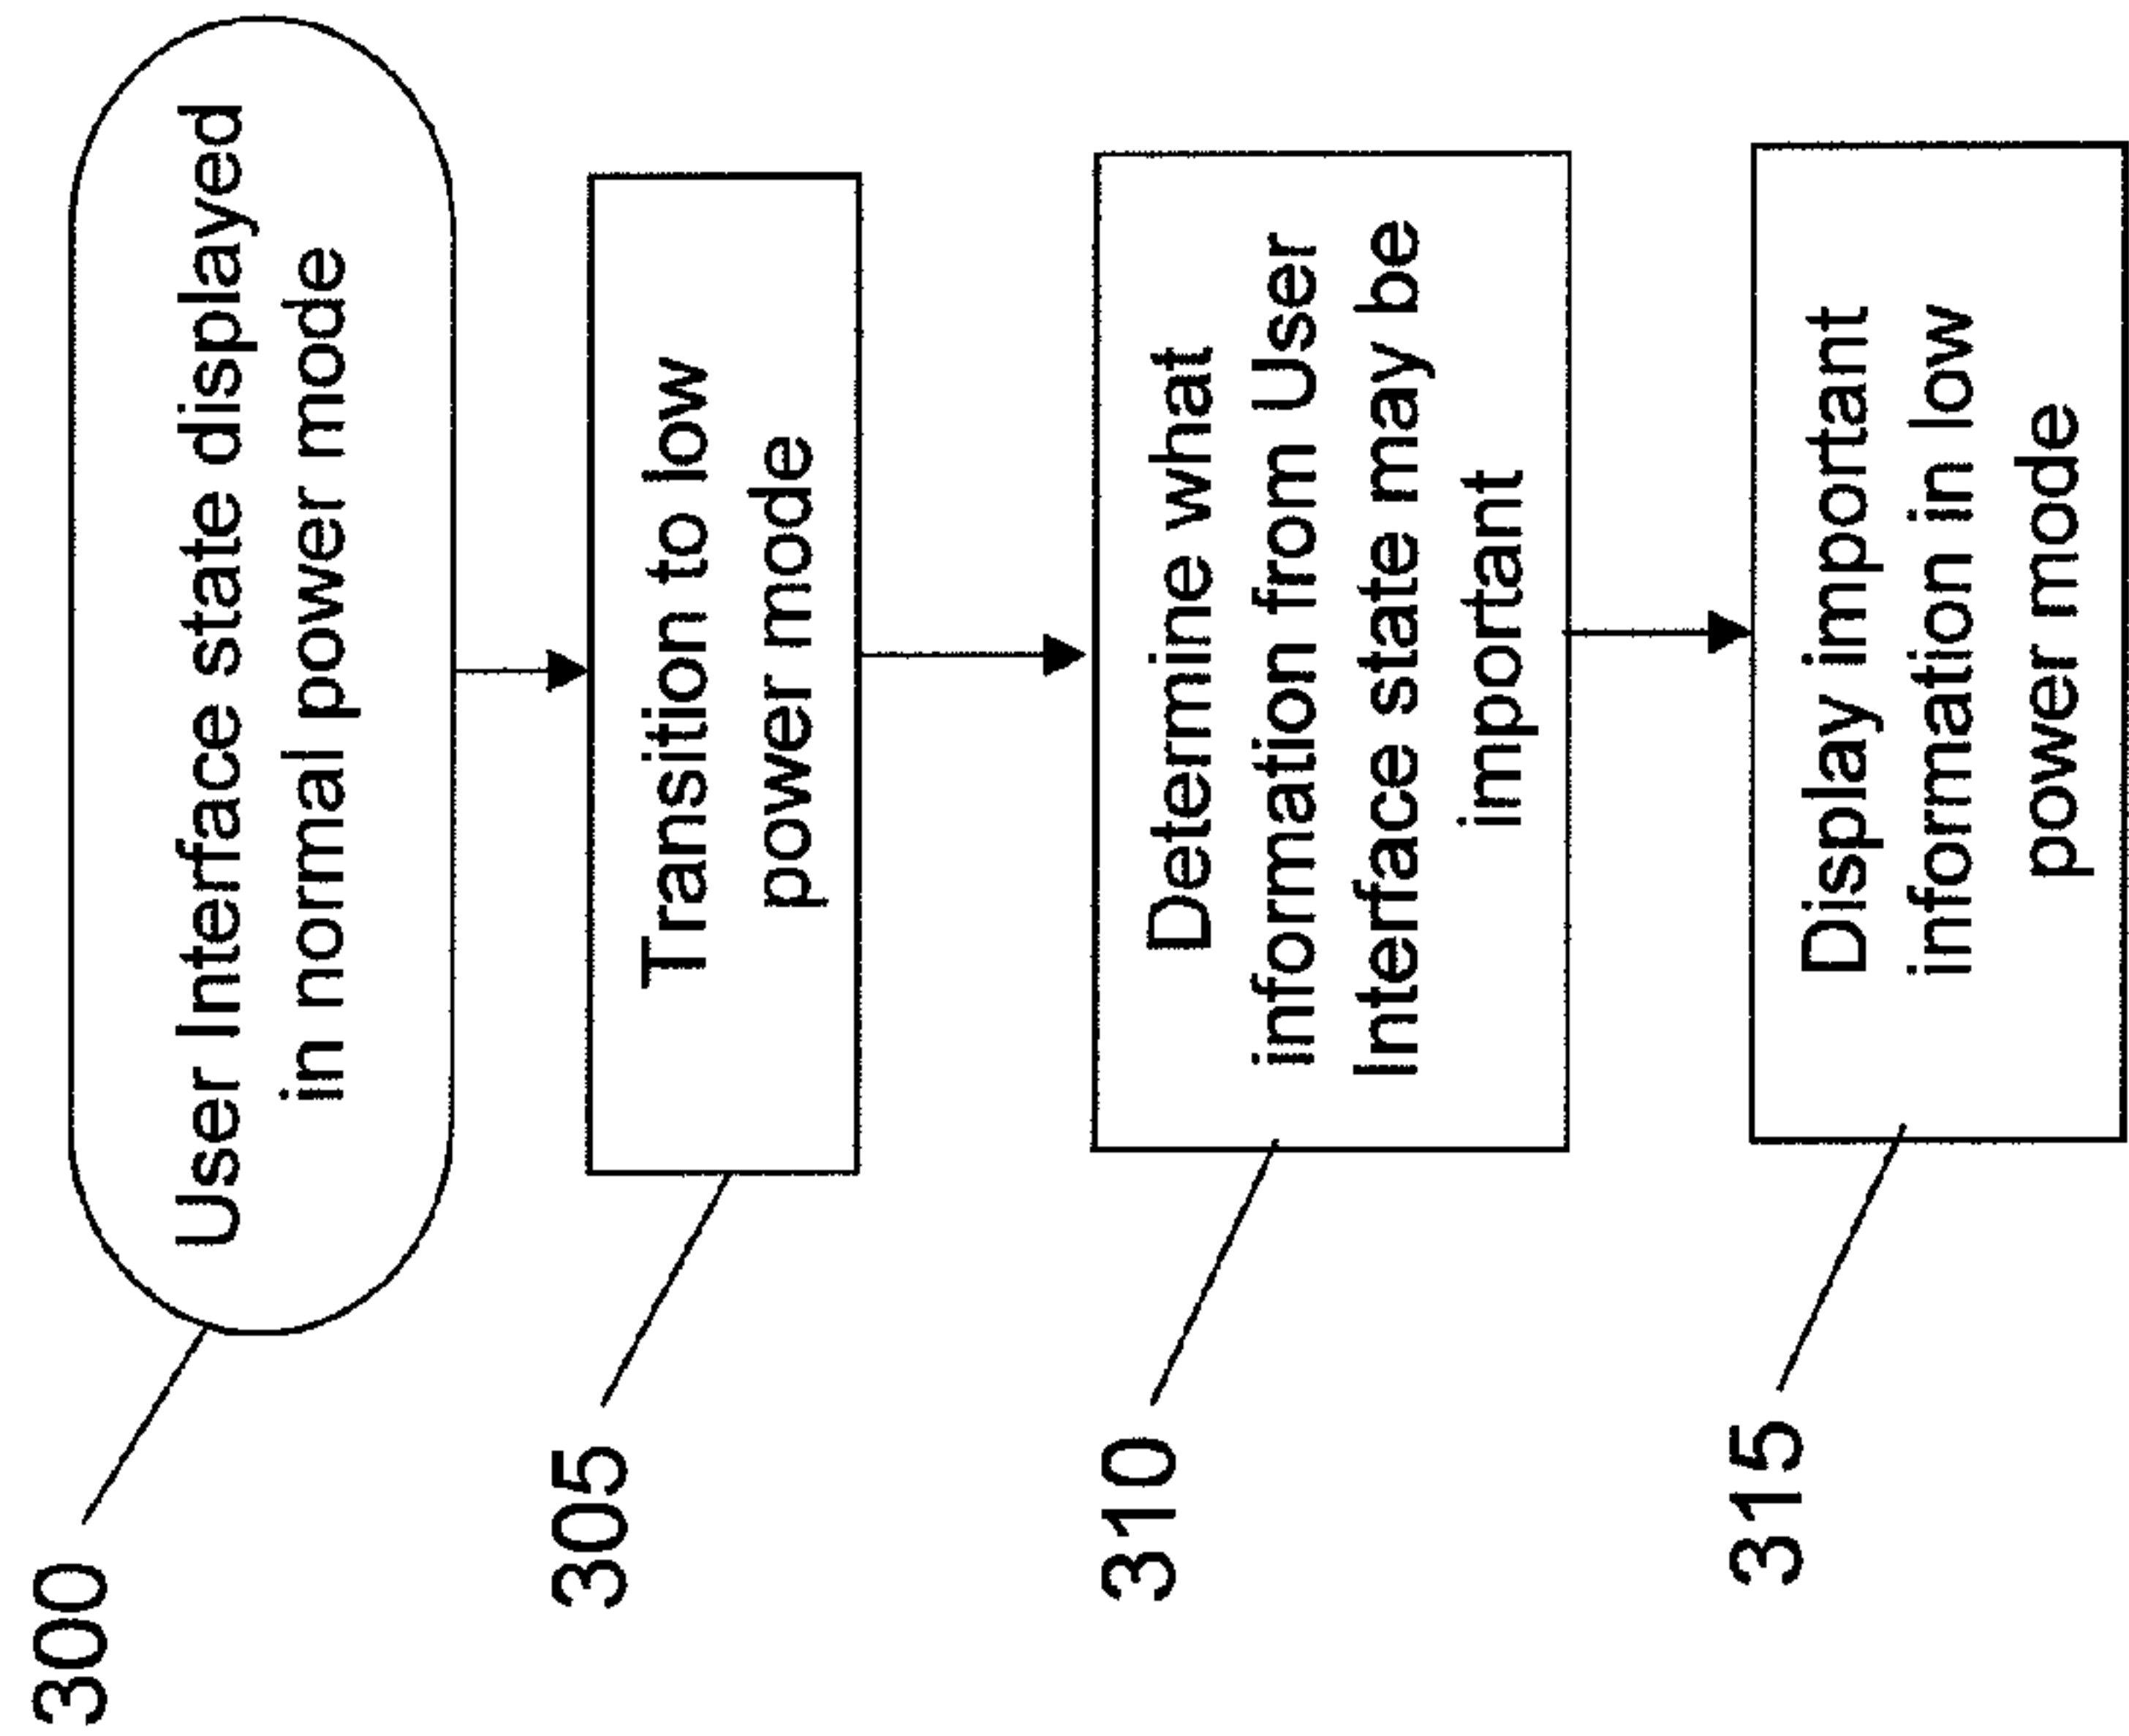 300
User Interface state displayed
in normal power mode
305
Transition to low
power mode
310
Determine what
information from User
Interface state may be
important
315
Display important
information in low
power mode